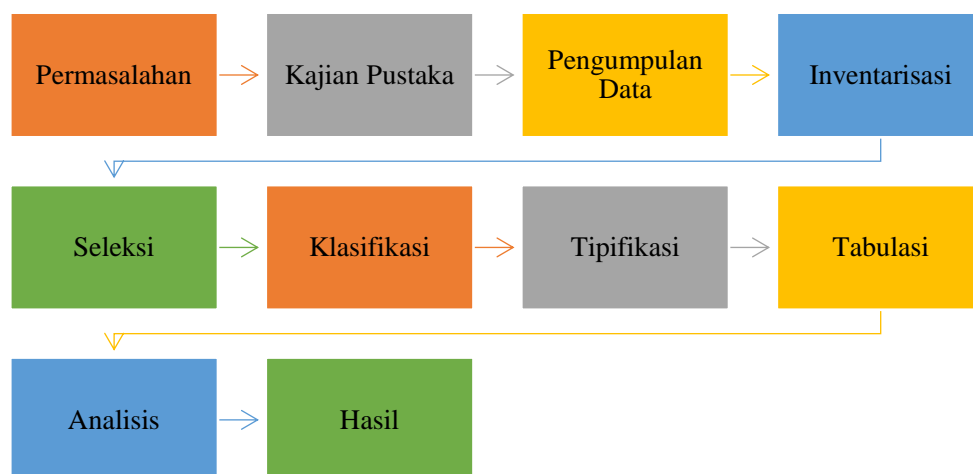 Permasalahan
Kajian Pustaka
Pengumpulan
Data
Inventarisasi
Seleksi
Klasifikasi
Tipifikasi
Tabulasi
Analisis
Hasil